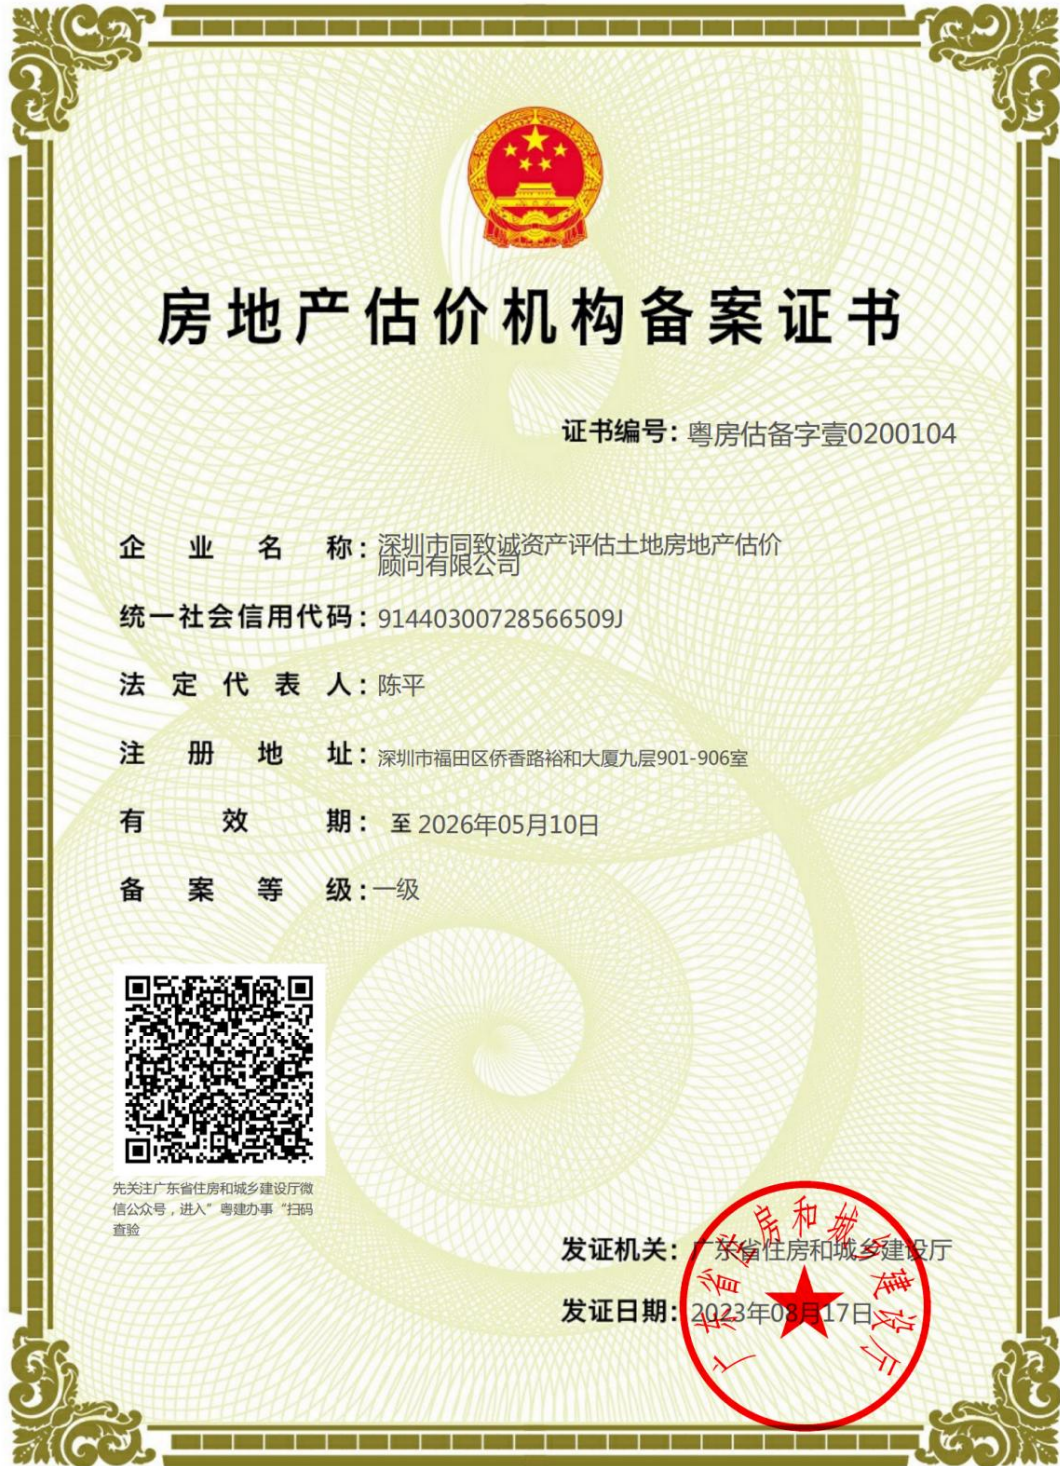 房地产估价机构备案证书
证书编号：粤房估备字壹0200104
企业名称：深圳市同致诚资产评估土地房地产估价
顾问有限公司
统一社会信用代码：91440300728566509J
法定代表人：陈平
注册地址：深圳市福田区侨香路裕和大厦九层901-906室
有效期：至2026年05月10日
备案等级：一级
先关注广东省住房和城乡建设厅微
信公众号，进入”粤建办事“扫码
查验
发证机关：广东省住房和城乡建设厅
发证日期：2023年08月17日
广东省住房和城乡建设厅